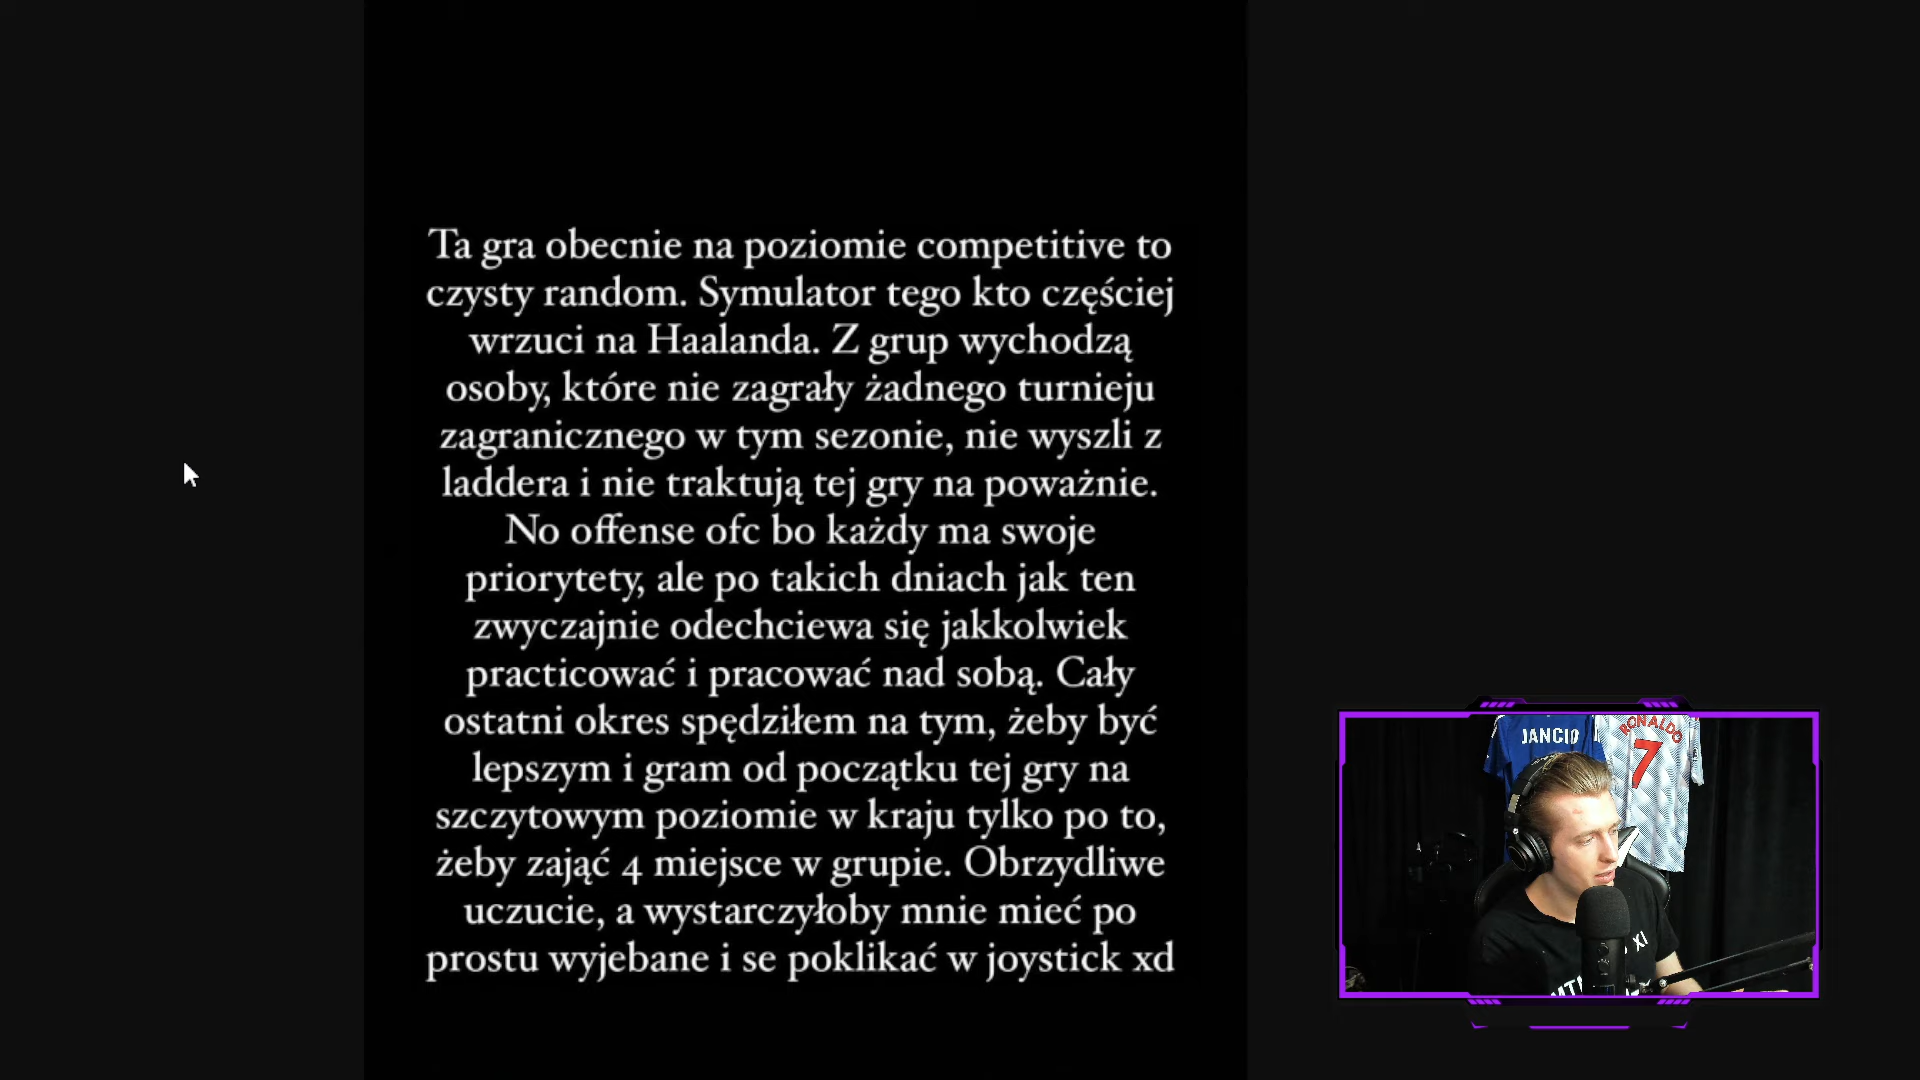 Ta gra obecnie na poziomie competitive to
czysty random. Symulator tego kto częściej
wrzuci na Haalanda. Z grup wychodzą
osoby, które nie zagrały żadnego turnieju
zagranicznego w tym sezonie, nie wyszli z
laddera i nie traktują tej gry na poważnie.
No offense ofc bo każdy ma swoje
priorytety, ale po takich dniach jak ten
zwyczajnie odechciewa się jakkolwiek
practicować i pracować nad sobą. Cały
ostatni okres spędziłem na tym, żeby być
lepszym i gram od początku tej gry na
szczytowym poziomie w kraju tylko po to,
żeby zająć 4 miejsce w grupie. Obrzydliwe
uczucie, a wystarczyłoby mnie mieć po
prostu wyjebane i se poklikać w joystick xd
JANCIO
RONALDO
7
XI